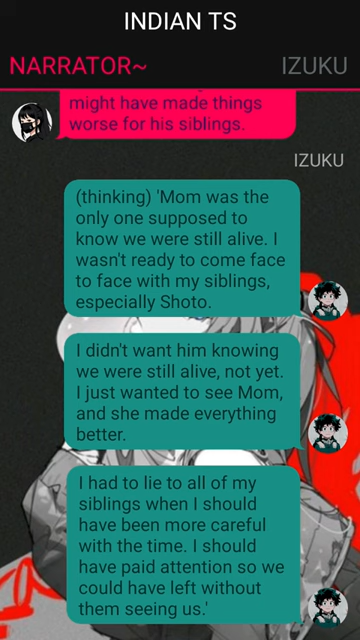 INDIAN TS
NARRATOR~
IZUKU
might have made things
worse for his siblings.
IZUKU
(thinking) 'Mom was the
only one supposed to
know we were still alive. I
wasn't ready to come face
to face with my siblings,
especially Shoto.
I didn't want him knowing
we were still alive, not yet.
I just wanted to see Mom,
and she made everything
better.
I had to lie to all of my
siblings when I should
have been more careful
with the time. I should
have paid attention so we
could have left without
them seeing us.'